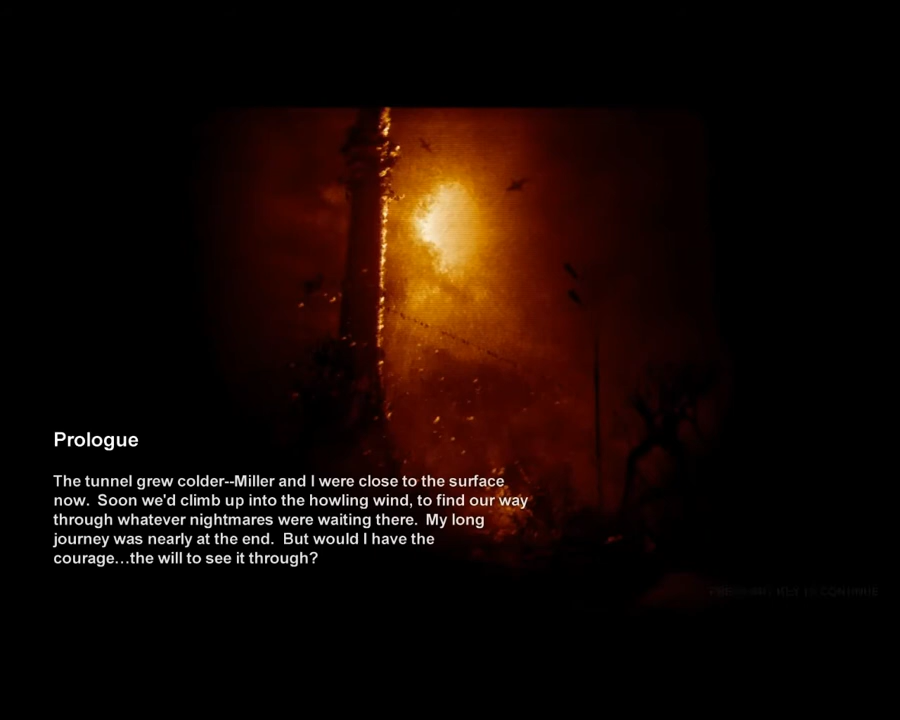 Prologue
The tunnel grew colder--Miller and I were close to the surface
now.  Soon we'd climb up into the howling wind, to find our way
through whatever nightmares were waiting there.  My long
journey was nearly at the end.  But would I have the
courage...the will to see it through?